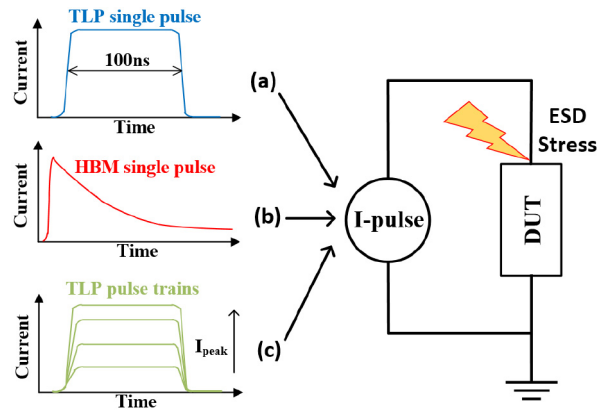 TLP single pulse
Current
100ns
Time
(a)
HBM single pulse
Current
Time
(b)
TLP pulse trains
Current
Ipeak
Time
(c)
I-pulse
ESD
Stress
DUT